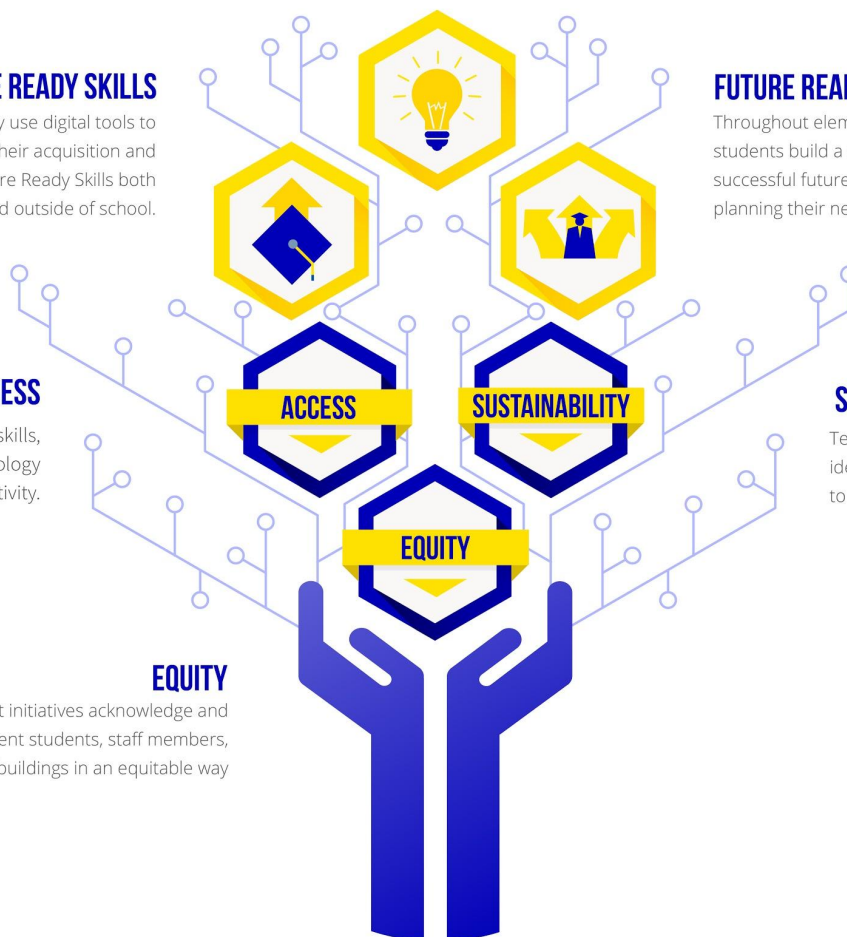 E READY SKILLS
y use digital tools to
heir acquisition and
re Ready Skills both
d outside of school.
FUTURE REA
Throughout elem
students build a
successful future
planning their ne
ACCESS
SUSTAINABILITY
ESS
skills,
ology
tivity.
S
Te
ide
to
EQUITY
EQUITY
t initiatives acknowledge and
ent students, staff members,
buildings in an equitable way